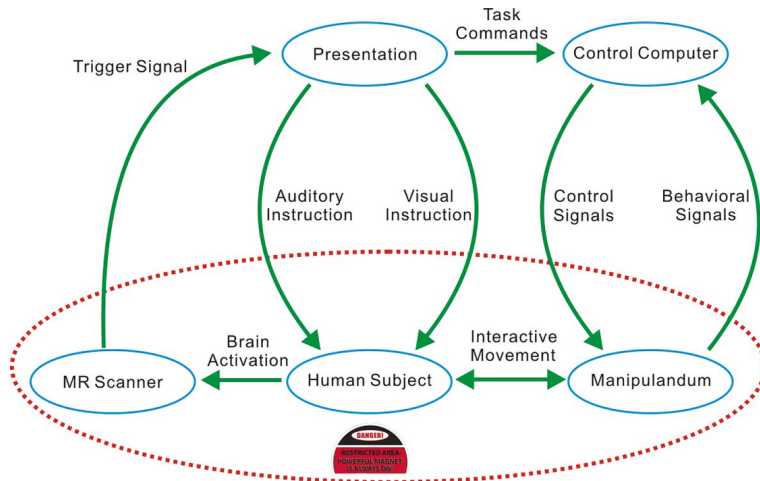 Task
Commands
Presentation
Control Computer
Trigger Signal
Auditory
Instruction
Visual
Instruction
Control
Signals
Behavioral
Signals
Brain
Activation
Interactive
Movement
MR Scanner
Human Subject
Manipulandum
DANGER!
RESTRICTED AREA-
POWERFUL MAGNET
IS ALWAYS ON.